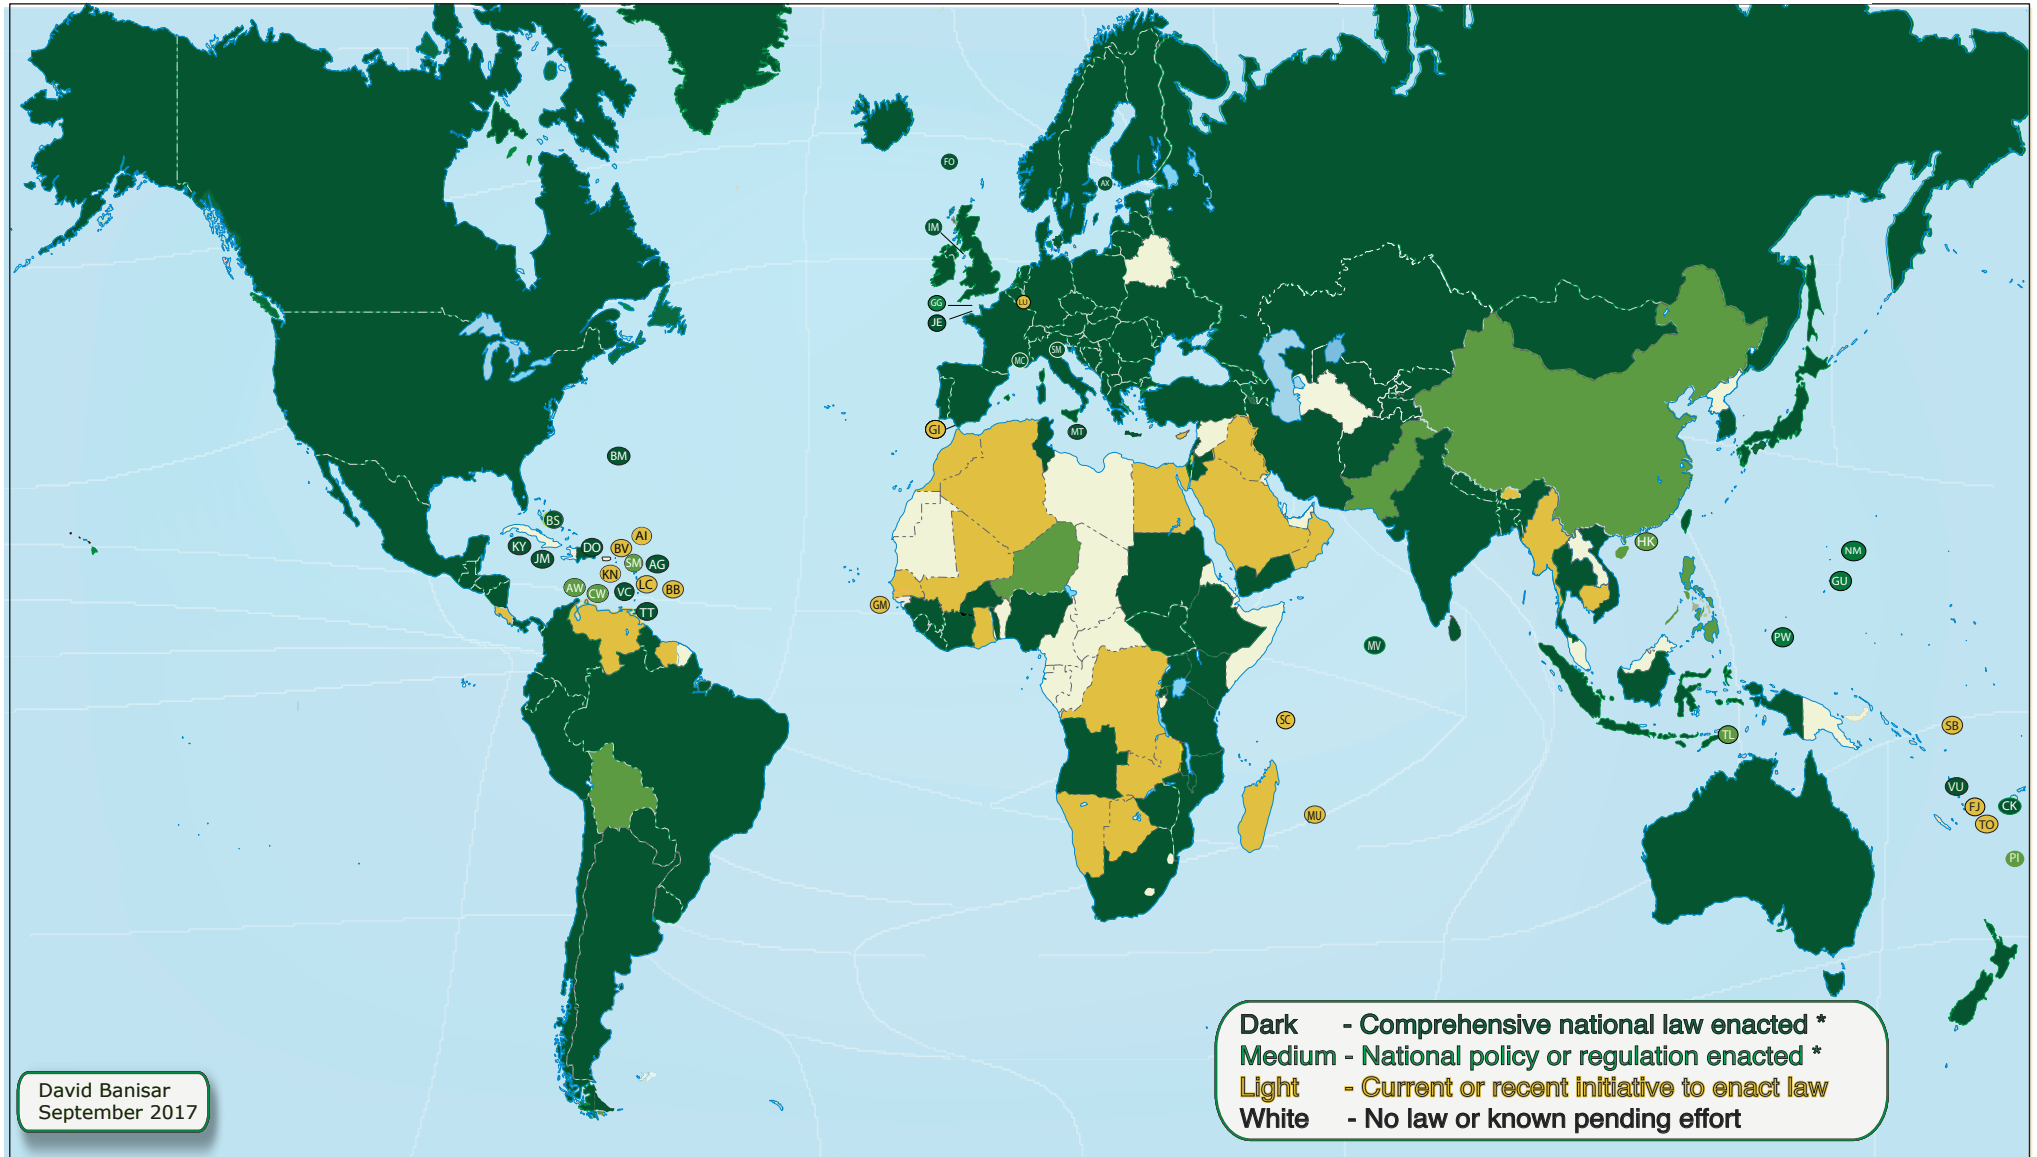 FO
AX
IM
GG
JE
LU
MC
SM
GI
MT
BM
BS
KY
JM
DO
BV
AI
SM
AG
KN
AW
CW
VC
LC
BB
TT
GM
HK
NM
GU
MV
PW
SC
TL
SB
MU
VU
FJ
CK
TO
PI
Dark - Comprehensive national law enacted *
Medium - National policy or regulation enacted *
Light - Current or recent initiative to enact law
White - No law or known pending effort
David Banisar
September 2017